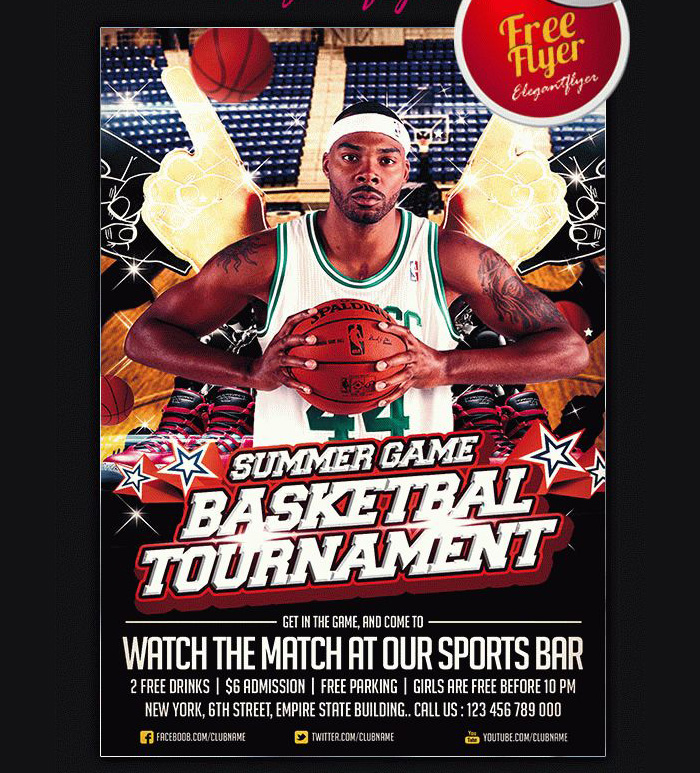 Free
Flyer
Elegantflyer
SPALDING
44
SUMMER GAME
BASKETBAL
TOURNAMENT
GET IN THE GAME, AND COME TO
WATCH THE MATCH AT OUR SPORTS BAR
2 FREE DRINKS | $6 ADMISSION | FREE PARKING | GIRLS ARE FREE BEFORE 10 PM
NEW YORK, 6TH STREET, EMPIRE STATE BUILDING.. CALL US : 123 456 789 000
FACEBOOB.COM/CLUBNAME
TWITTER.COM/CLUBNAME
YOUTUBE.COM/CLUBNAME